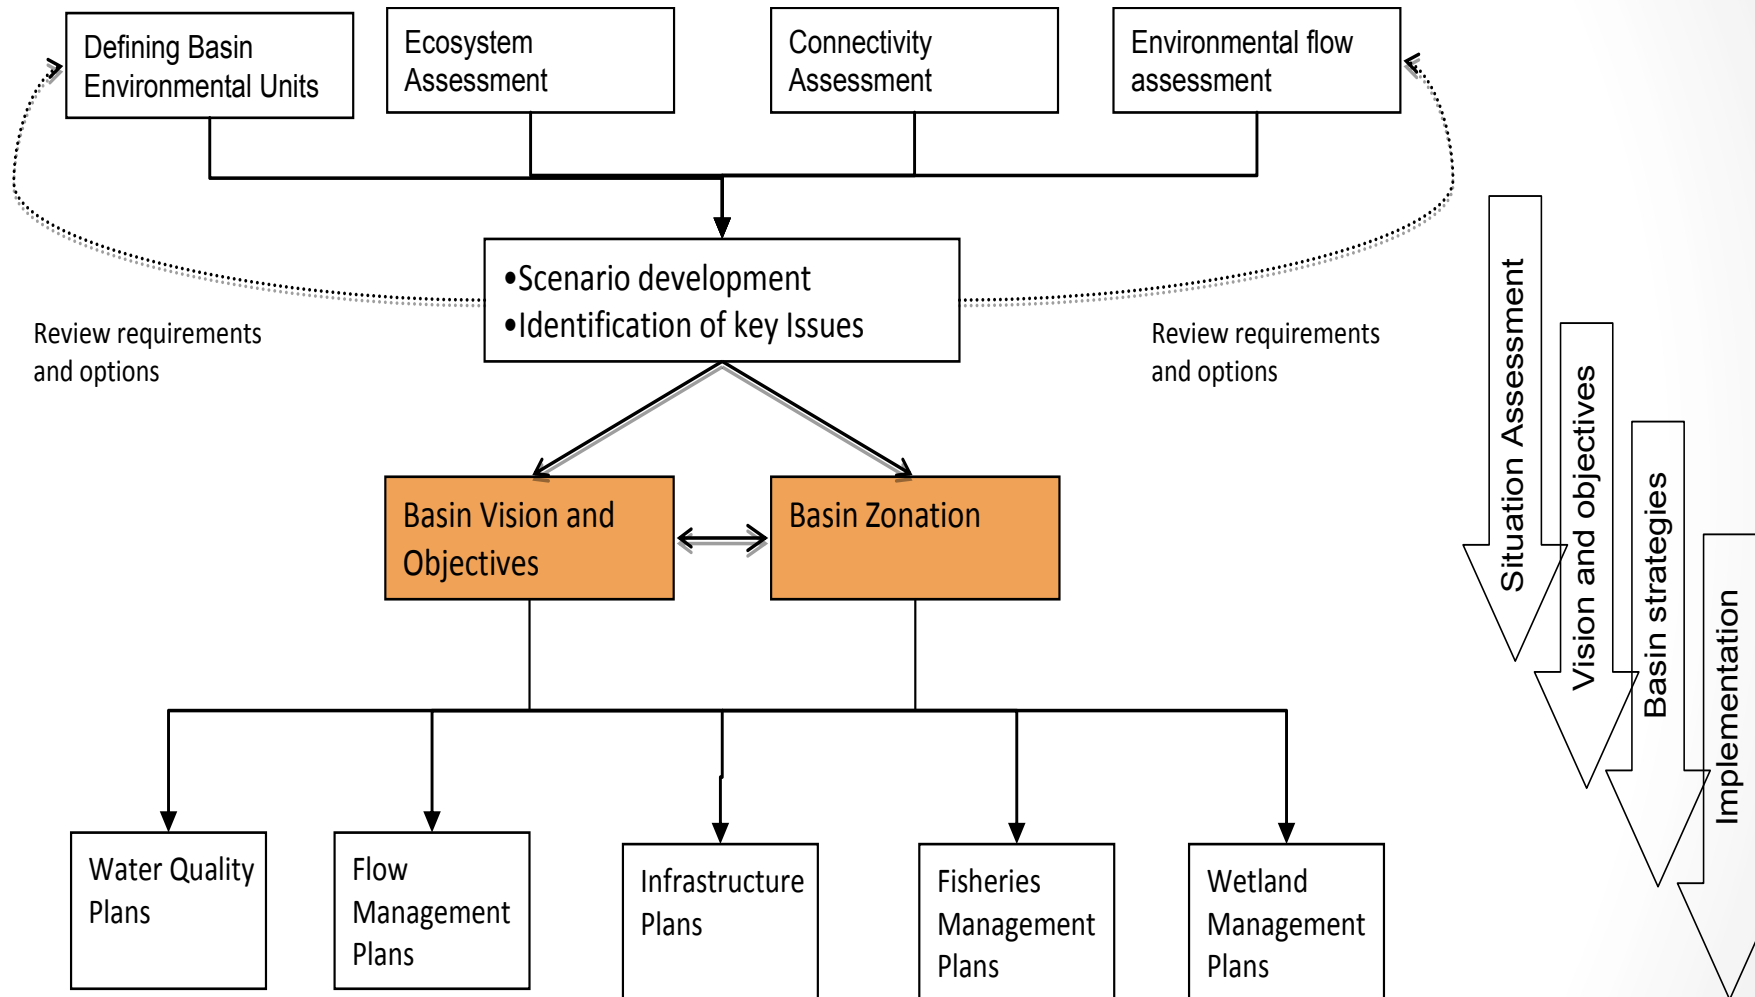 Defining Basin
Environmental Units
Ecosystem
Assessment
Connectivity
Assessment
Environmental flow
assessment
•Scenario development
•Identification of key Issues
Review requirements
and options
Review requirements
and options
Basin Vision and
Objectives
Basin Zonation
Water Quality
Plans
Flow
Management
Plans
Infrastructure
Plans
Fisheries
Management
Plans
Wetland
Management
Plans
Situation Assessment
Vision and objectives
Basin strategies
Implementation